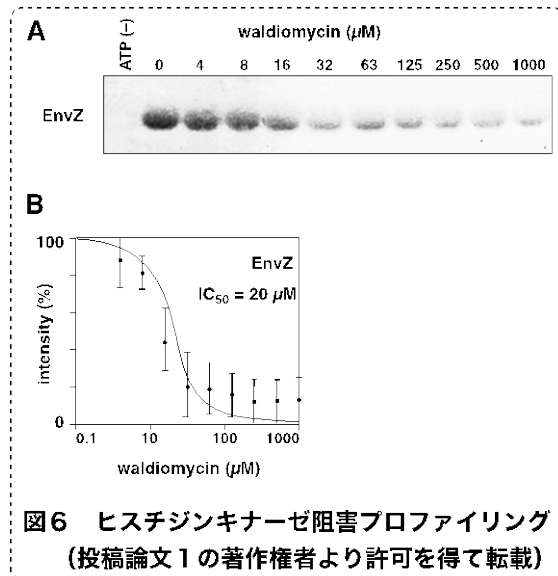 A
waldiomycin (μM)
ATP (-)
0 4 8 16 32 63 125 250 500 1000
EnvZ
B
100
EnvZ
IC50 = 20 μM
intensity (%)
0
0.1 10 100 1000
waldiomycin (μM)
図6 ヒスチジンキナーゼ阻害プロファイリング
(投稿論文1の著作権者より許可を得て転載)